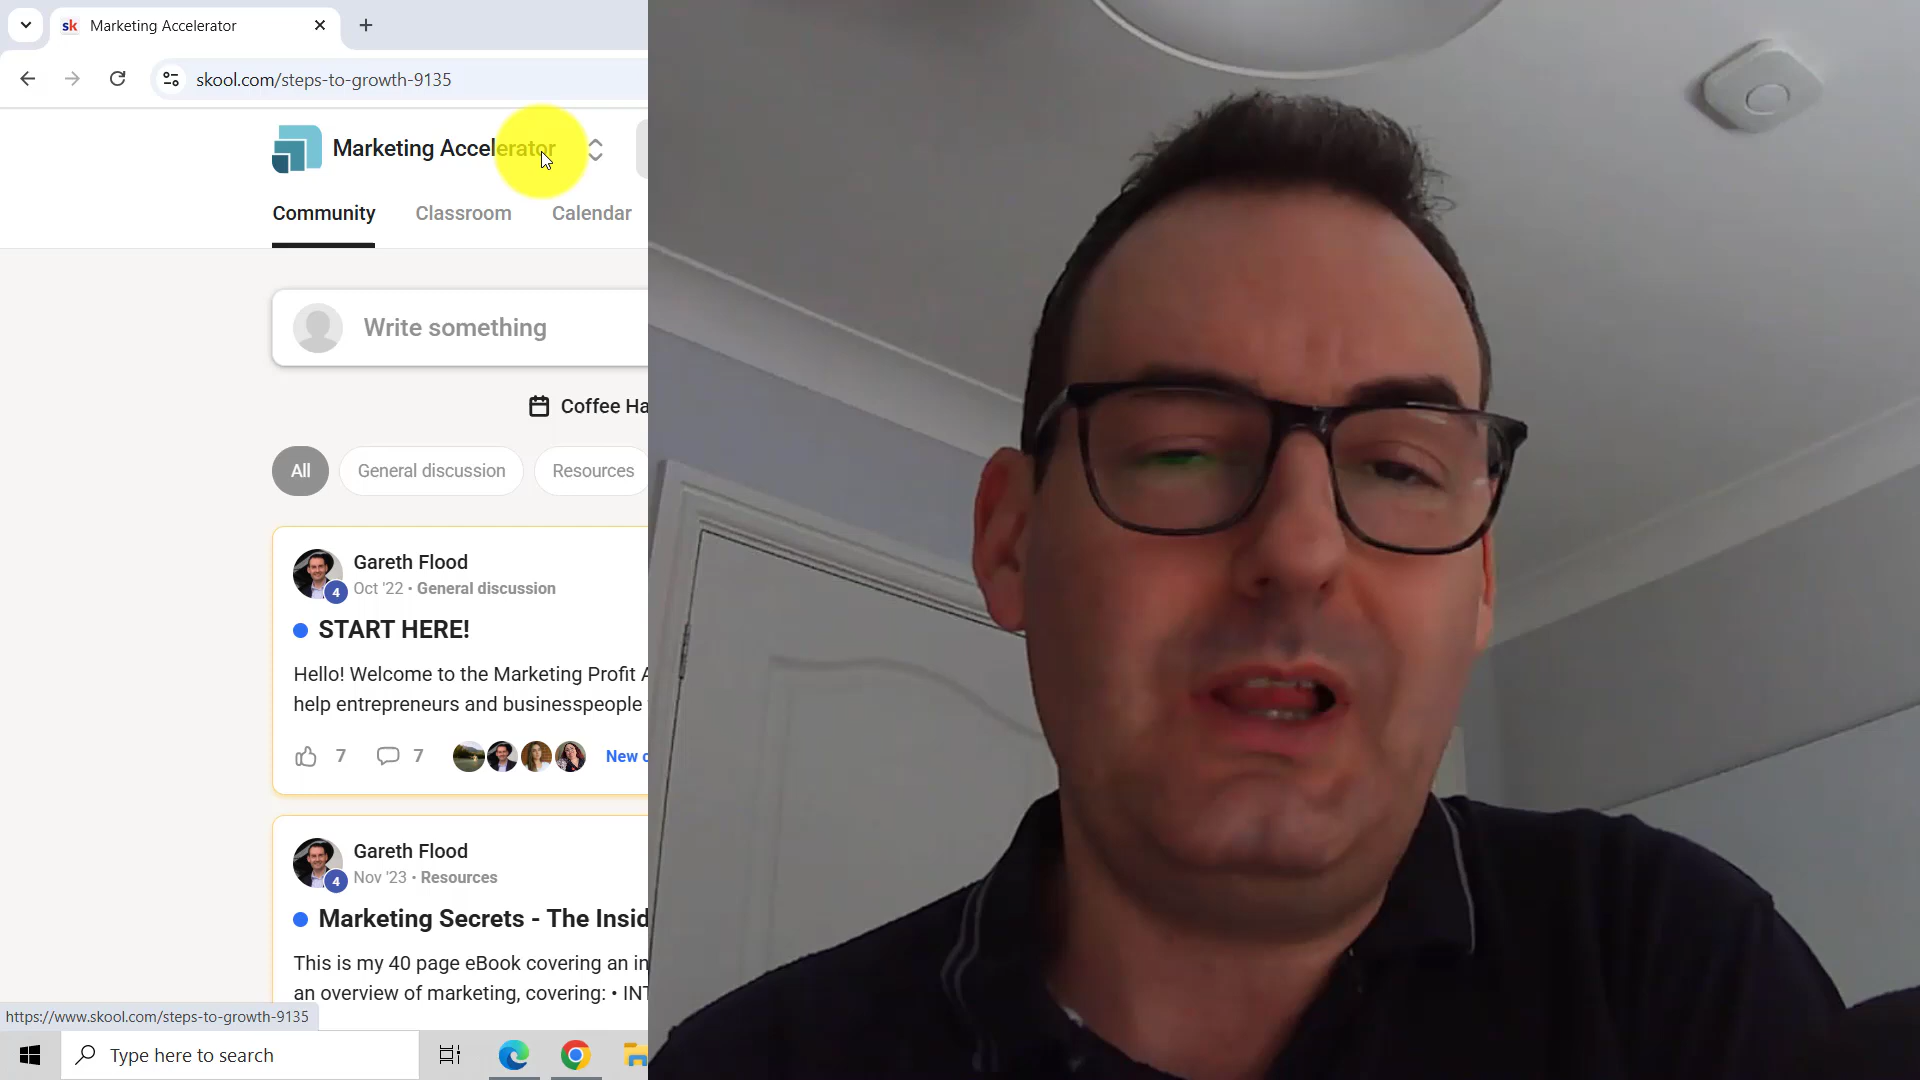 sk Marketing Accelerator
skool.com/steps-to-growth-9135
Marketing Accelerator
Community Classroom Calendar
Write something
Coffee Ha
All General discussion Resources
Gareth Flood
4 Oct '22 • General discussion
START HERE!
Hello! Welcome to the Marketing Profit A
help entrepreneurs and businesspeople
7 7 New c
Gareth Flood
4 Nov '23 • Resources
Marketing Secrets - The Insid
This is my 40 page eBook covering an in
an overview of marketing, covering: • INT
https://www.skool.com/steps-to-growth-9135
Type here to search